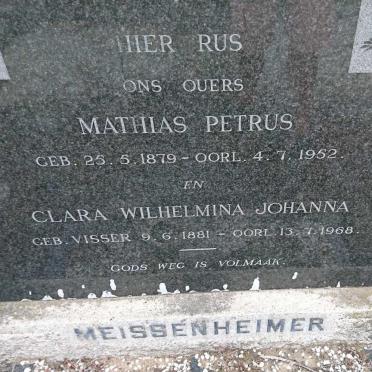 HIER RUS
ONS OUERS
MATHIAS PETRUS
GEB. 25.5.1879 - OORL. 4.7.1952.
EN
CLARA WILHELMINA JOHANNA
GEB. VISSER 9.6.1881 - OORL. 13.7.1968.
GODS WEG IS VOLMAAK.
MEISSENHEIMER